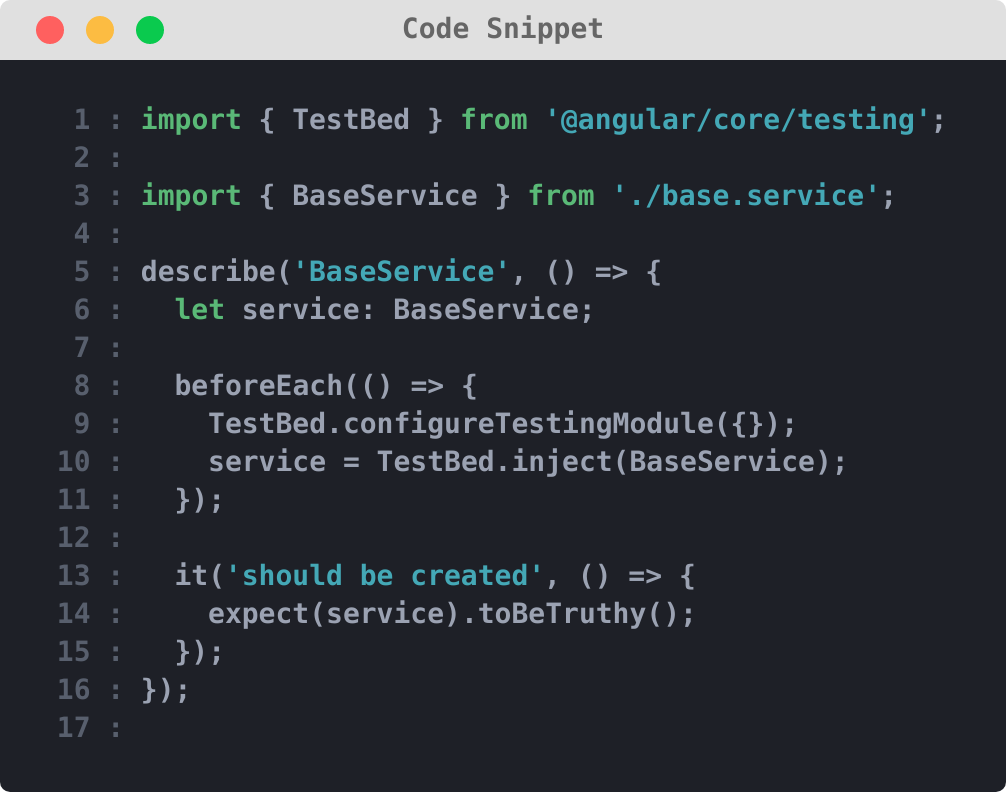 Code Snippet
1 : import { TestBed } from '@angular/core/testing';
2 :
3 : import { BaseService } from './base.service';
4 :
5 : describe('BaseService', () => {
6 :   let service: BaseService;
7 :
8 :   beforeEach(() => {
9 :     TestBed.configureTestingModule({});
10 :     service = TestBed.inject(BaseService);
11 :   });
12 :
13 :   it('should be created', () => {
14 :     expect(service).toBeTruthy();
15 :   });
16 : });
17 :